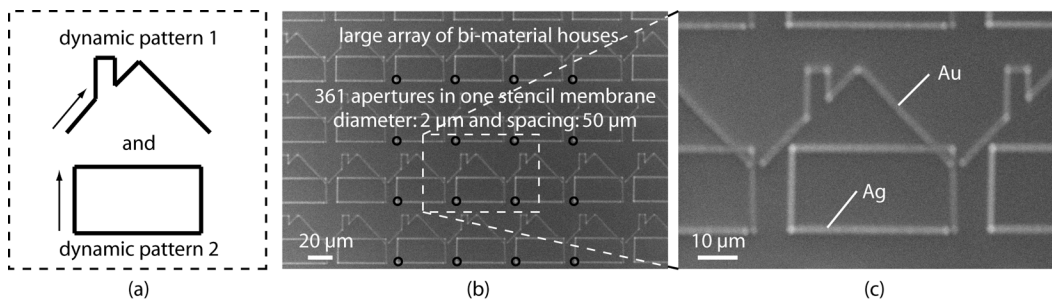 dynamic pattern 1
and
dynamic pattern 2
(a)
large array of bi-material houses
361 apertures in one stencil membrane
diameter: 2 µm and spacing: 50 µm
20 µm
(b)
Au
Ag
10 µm
(c)